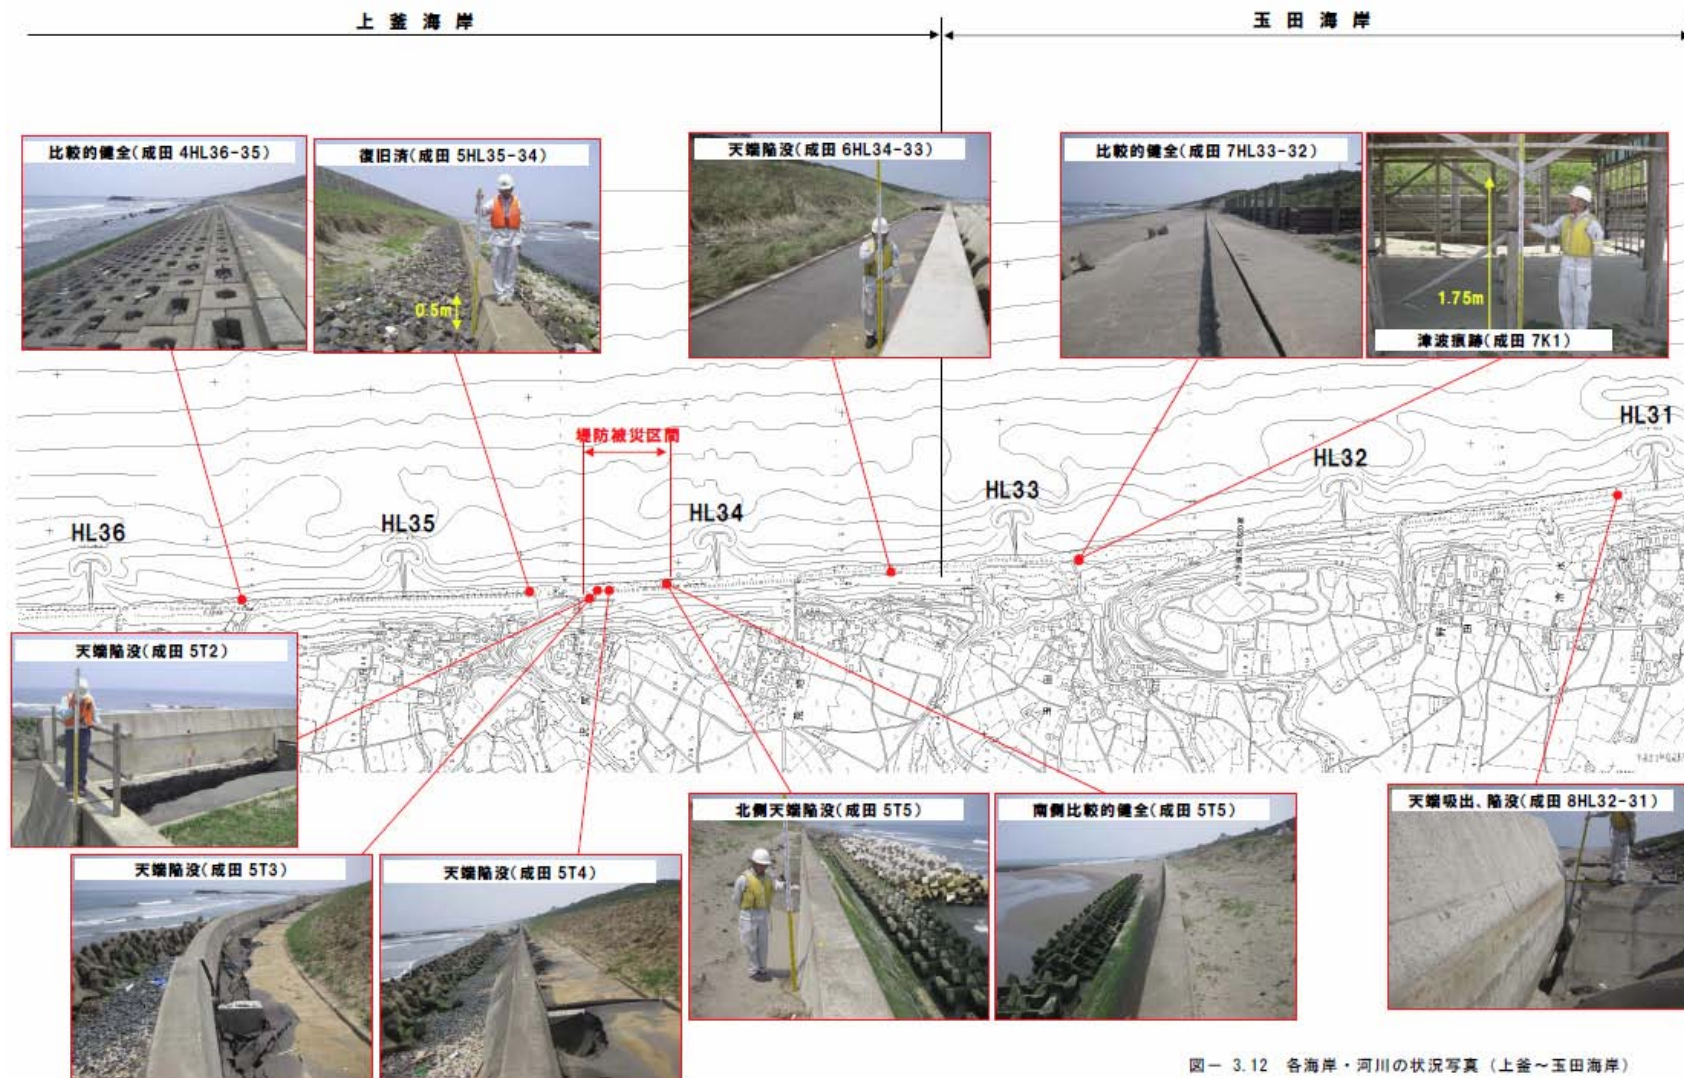 上釜海岸
玉田海岸
比較的健全(成田 4HL36-35)
復旧済(成田 5HL35-34)
0.5m
天端陥没(成田 6HL34-33)
比較的健全(成田 7HL33-32)
1.75m
津波痕跡(成田 7K1)
堤防被災区間
HL36
HL35
HL34
HL33
HL32
HL31
天端陥没(成田 5T2)
天端陥没(成田 5T3)
天端陥没(成田 5T4)
北側天端陥没(成田 5T5)
南側比較的健全(成田 5T5)
天端吸出、陥没(成田 8HL32-31)
玉田
図- 3.12 各海岸・河川の状況写真(上釜~玉田海岸)